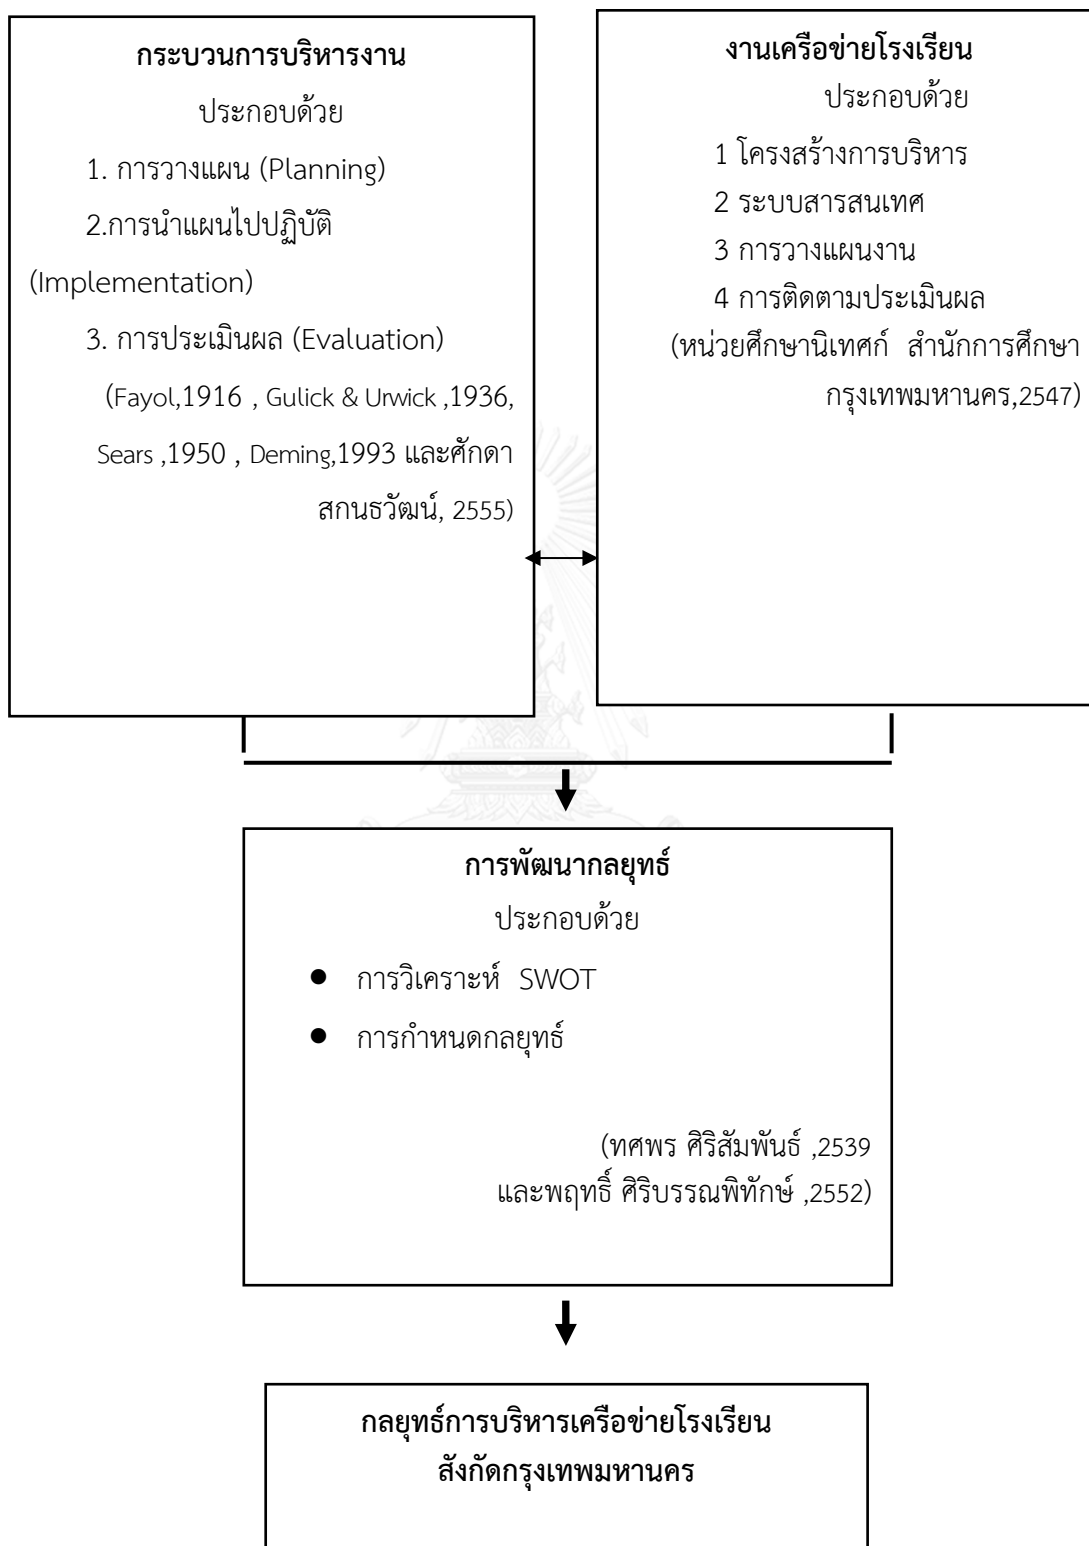 กระบวนการบริหารงาน
ประกอบด้วย
1. การวางแผน (Planning)
2.การนำแผนไปปฏิบัติ
(Implementation)
3. การประเมินผล (Evaluation)
(Fayol,1916 , Gulick & Urwick ,1936,
Sears ,1950 , Deming,1993 และศักดา
สกนธวัฒน์, 2555)
งานเครือข่ายโรงเรียน
ประกอบด้วย
1 โครงสร้างการบริหาร
2 ระบบสารสนเทศ
3 การวางแผนงาน
4 การติดตามประเมินผล
(หน่วยศึกษานิเทศก์ สำนักการศึกษา
กรุงเทพมหานคร,2547)
การพัฒนากลยุทธ์
ประกอบด้วย
● การวิเคราะห์ SWOT
● การกำหนดกลยุทธ์
(ทศพร ศิริสัมพันธ์ ,2539
และพฤทธิ์ ศิริบรรณพิทักษ์ ,2552)
กลยุทธ์การบริหารเครือข่ายโรงเรียน
สังกัดกรุงเทพมหานคร